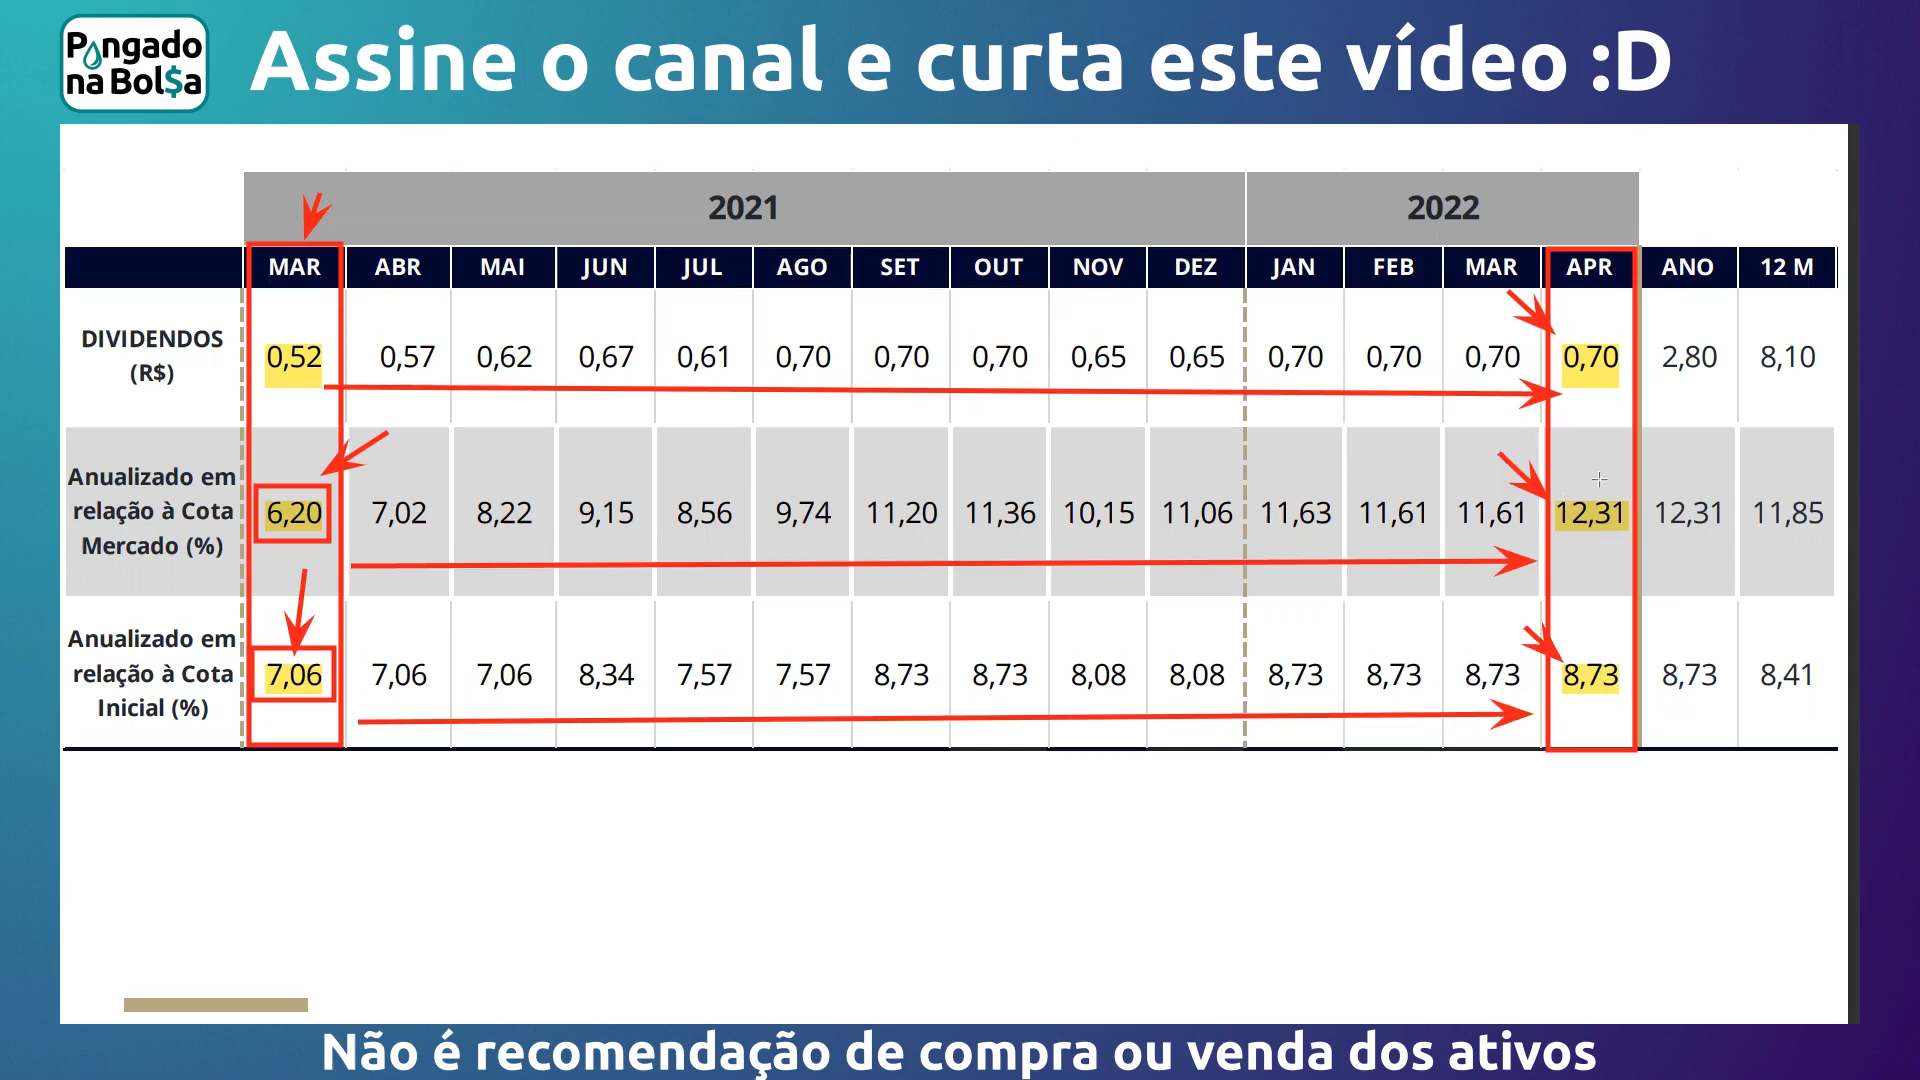 Pingado
na Bol$a
Assine o canal e curta este vídeo :D
2021 2022
MAR ABR MAI JUN JUL AGO SET OUT NOV DEZ JAN FEB MAR APR ANO 12 M
DIVIDENDOS
(R$)
0,52 0,57 0,62 0,67 0,61 0,70 0,70 0,70 0,65 0,65 0,70 0,70 0,70 0,70 2,80 8,10
Anualizado em
relação à Cota
Mercado (%)
6,20 7,02 8,22 9,15 8,56 9,74 11,20 11,36 10,15 11,06 11,63 11,61 11,61 12,31 12,31 11,85
Anualizado em
relação à Cota
Inicial (%)
7,06 7,06 7,06 8,34 7,57 7,57 8,73 8,73 8,08 8,08 8,73 8,73 8,73 8,73 8,73 8,41
Não é recomendação de compra ou venda dos ativos